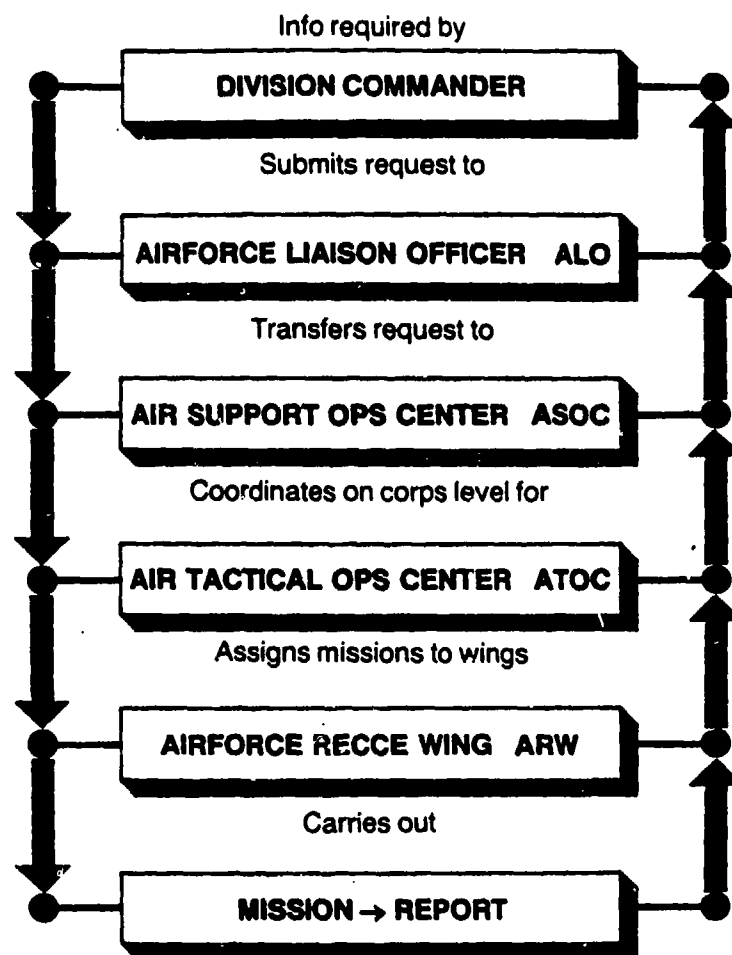 Info required by
DIVISION COMMANDER
Submits request to
AIRFORCE LIAISON OFFICER ALO
Transfers request to
AIR SUPPORT OPS CENTER ASOC
Coordinates on corps level for
AIR TACTICAL OPS CENTER ATOC
Assigns missions to wings
AIRFORCE RECCE WING ARW
Carries out
MISSION → REPORT